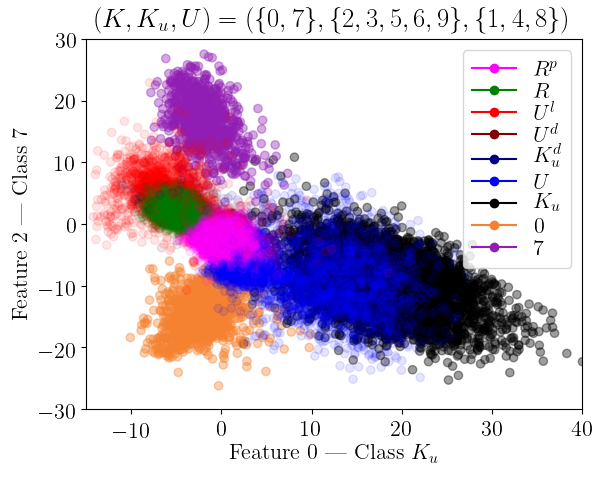 (K, K_u, U) = ({0, 7}, {2, 3, 5, 6, 9}, {1, 4, 8})
30
20
10
0
−10
−20
−30
Feature 2 — Class 7
R^p
R
U^l
U^d
K_u^d
U
K_u
0
7
−10
0
10
20
30
40
Feature 0 — Class K_u